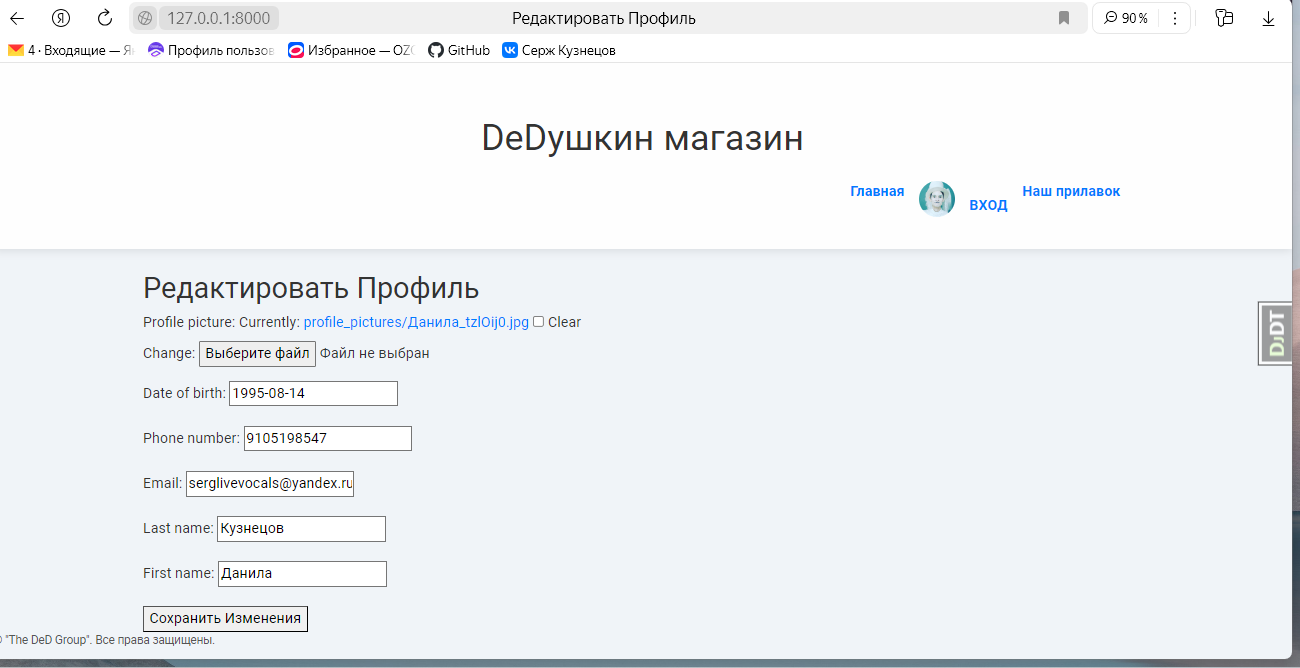 Я 127.0.0.1:8000 Редактировать Профиль 90 %
4 · Входящие — Ян Профиль пользов Избранное — OZO GitHub Серж Кузнецов
DeDушкин магазин
Главная ВХОД Наш прилавок
Редактировать Профиль
Profile picture: Currently: profile_pictures/Данила_tzlOij0.jpg Clear
Change: Выберите файл Файл не выбран
Date of birth: 1995-08-14
Phone number: 9105198547
Email: serglivevocals@yandex.ru
Last name: Кузнецов
First name: Данила
Сохранить Изменения
© "The DeD Group". Все права защищены.
DjDT